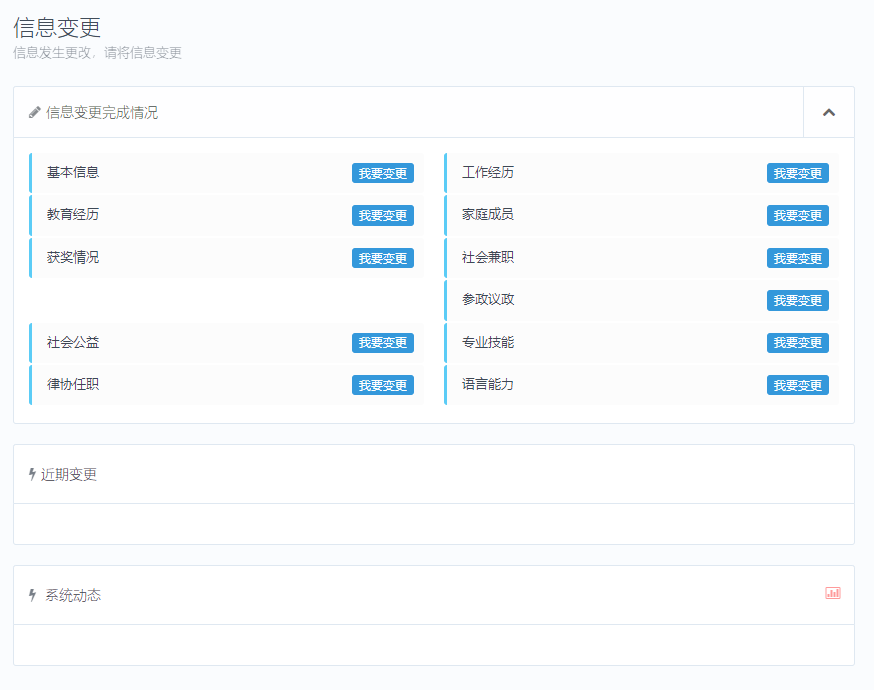 信息变更
信息发生更改，请将信息变更
信息变更完成情况
基本信息 我要变更 工作经历 我要变更
教育经历 我要变更 家庭成员 我要变更
获奖情况 我要变更 社会兼职 我要变更
参政议政 我要变更
社会公益 我要变更 专业技能 我要变更
律协任职 我要变更 语言能力 我要变更
近期变更
系统动态